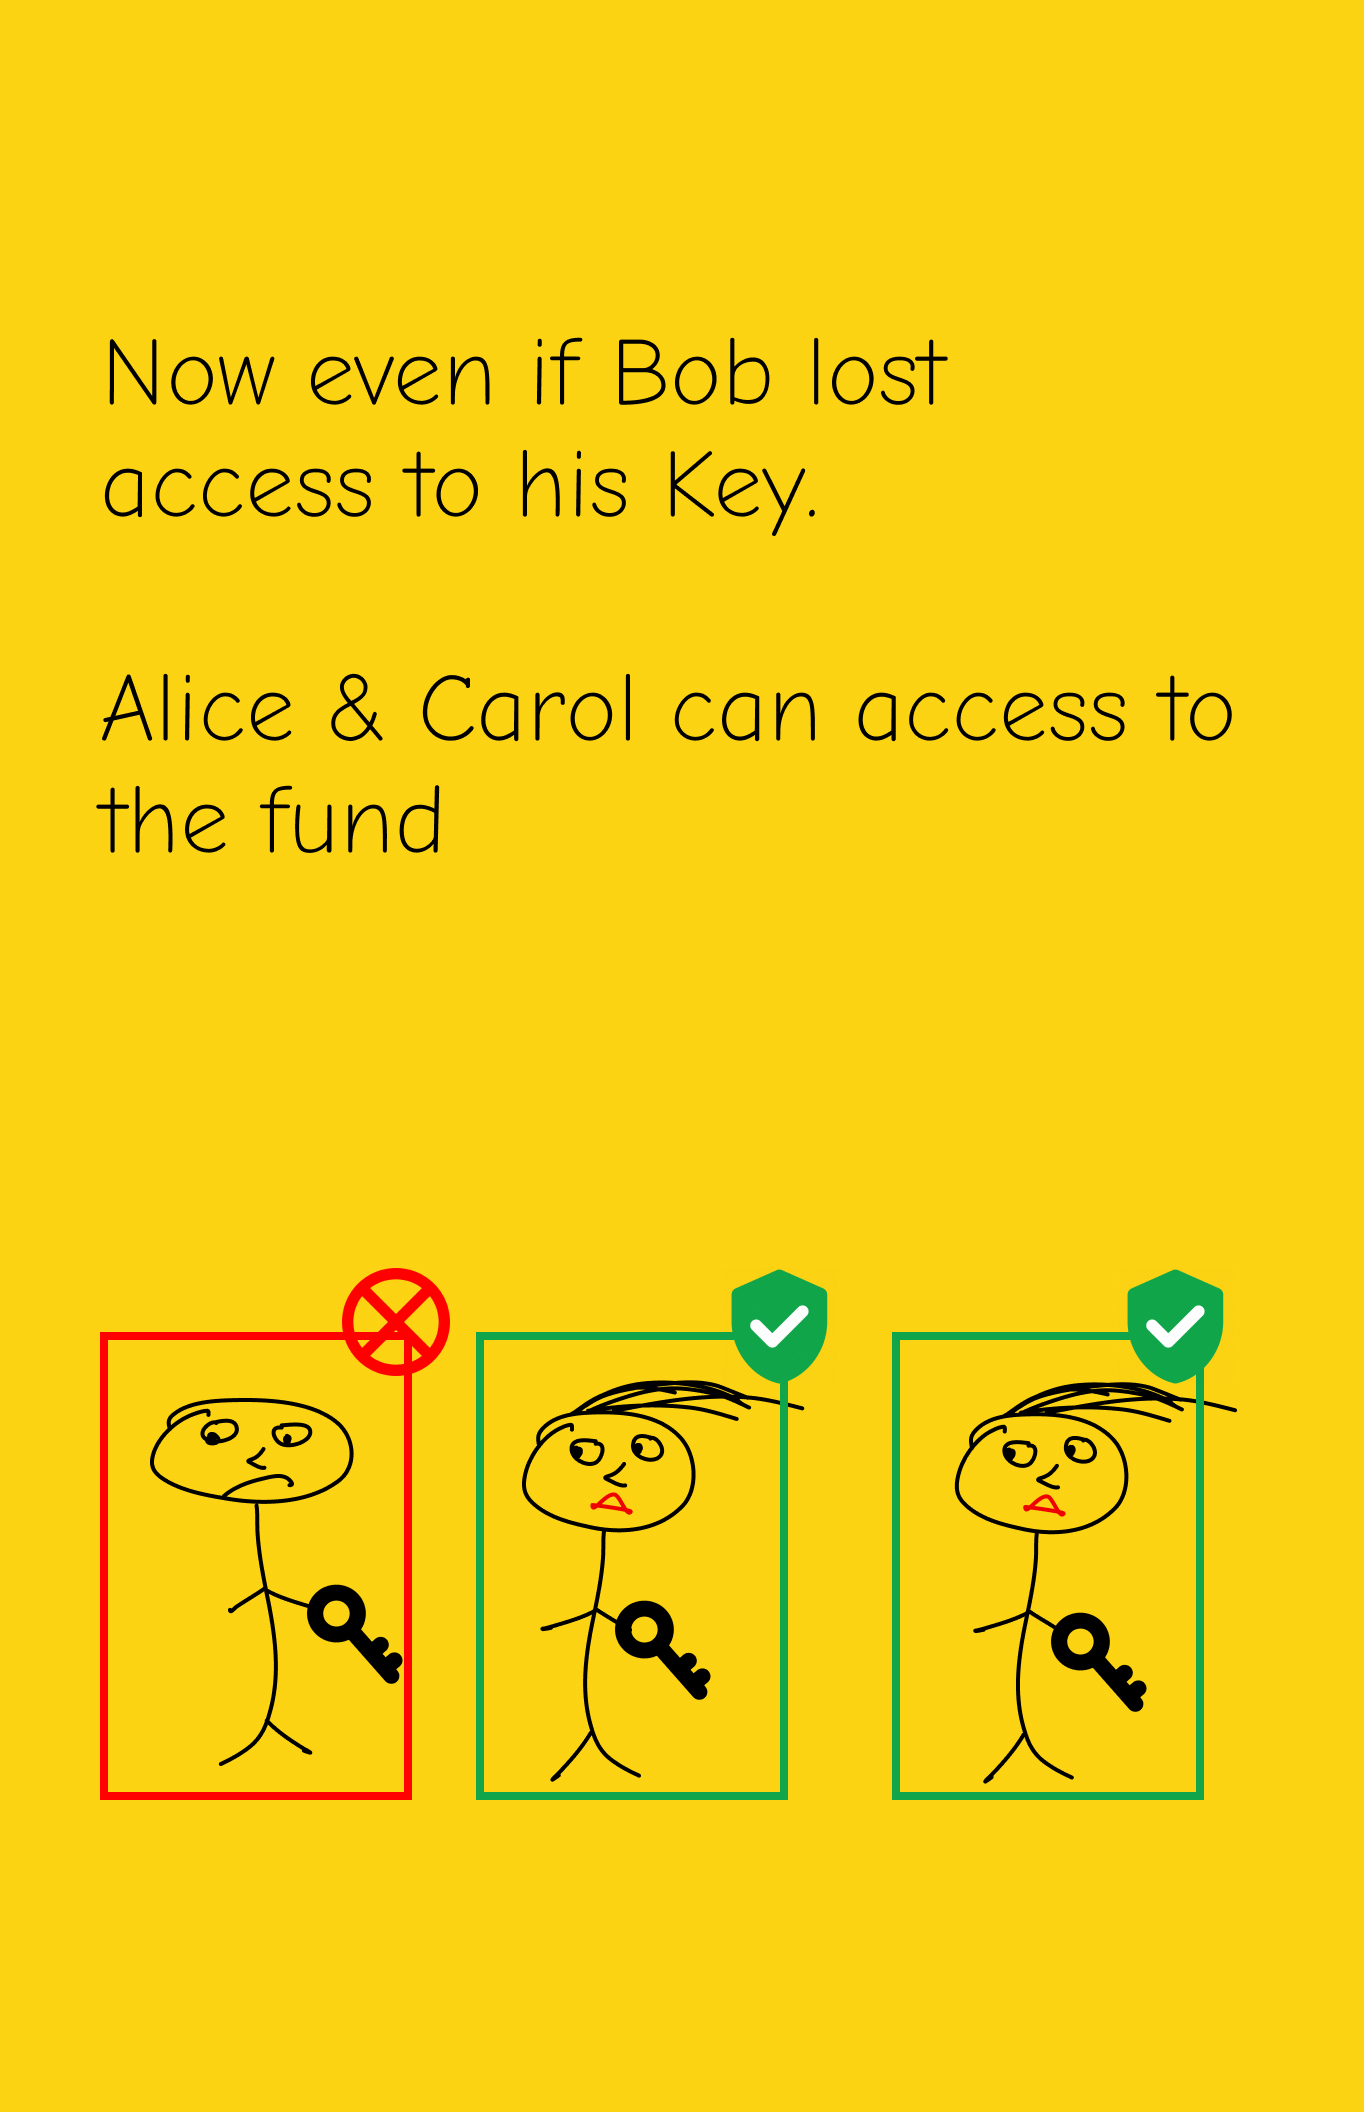 Now even if Bob lost
access to his Key.
Alice & Carol can access to
the fund